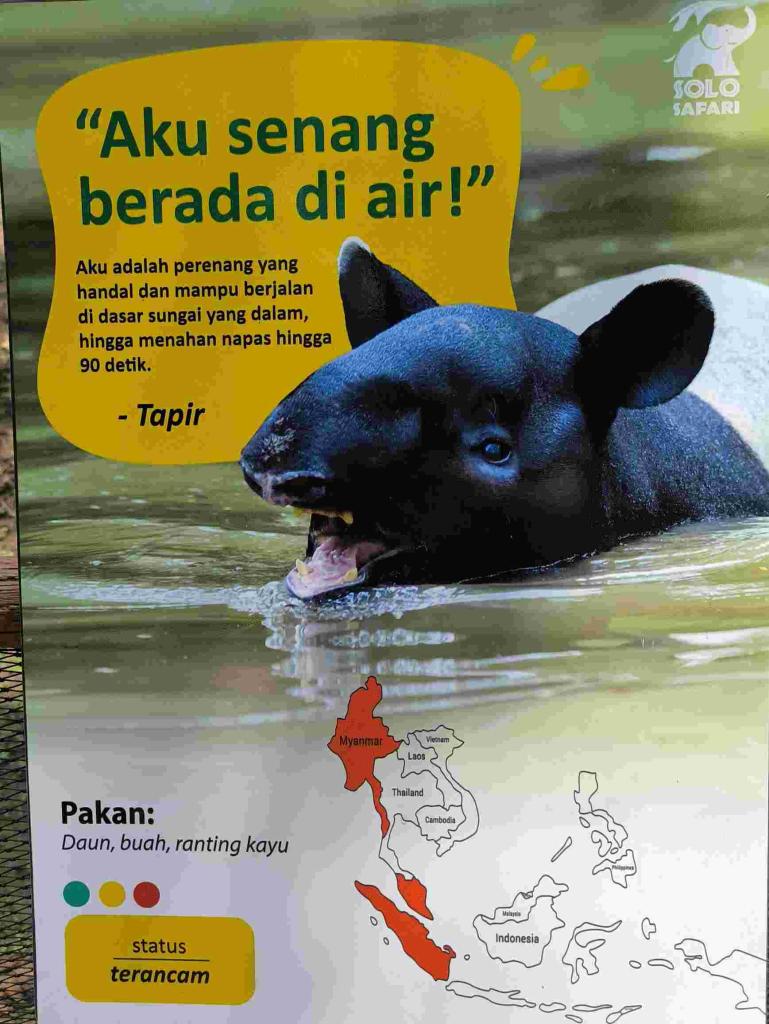 SOLO
SAFARI
“Aku senang
berada di air!”
Aku adalah perenang yang
handal dan mampu berjalan
di dasar sungai yang dalam,
hingga menahan napas hingga
90 detik.
- Tapir
Myanmar
Vietnam
Laos
Thailand
Cambodia
Philippines
Malaysia
Indonesia
Pakan:
Daun, buah, ranting kayu
status
terancam